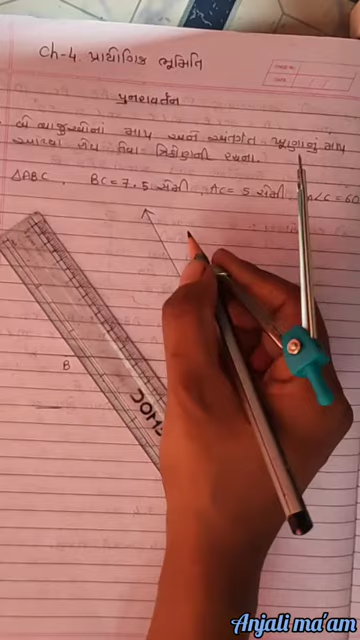 Ch-4. પ્રાયોગિક ભૂમિતિ
પુનરાવર્તન
બે બાજુઓનાં માપ અને અંતર્ગત ખૂણાનું માપ
આપ્યા હોય તેવા ત્રિકોણની રચના.
△ABC, BC = 7.5 સેમી, AC = 5 સેમી, m∠C = 60
B
DOMS
Anjali ma'am